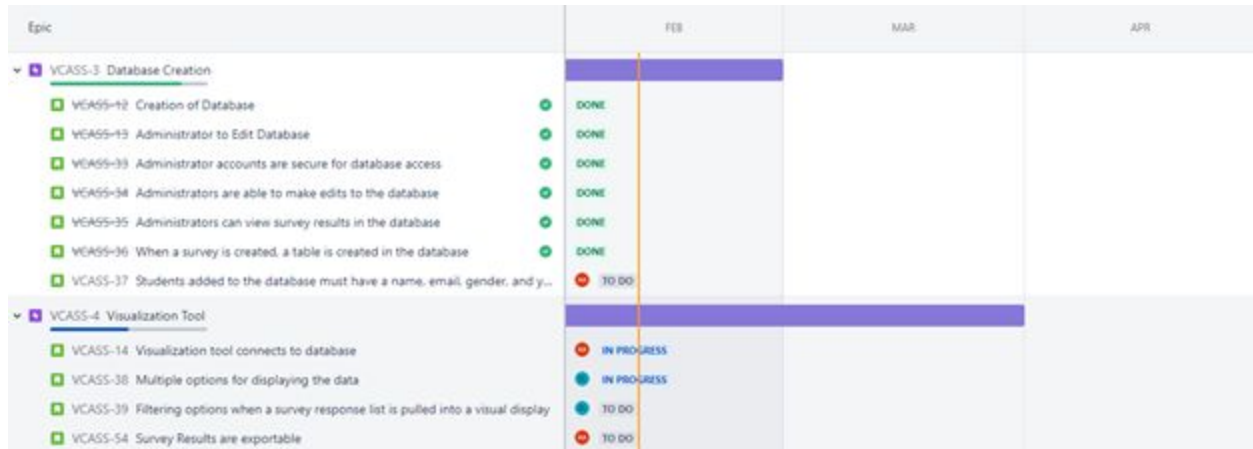 Epic FEB MAR APR
VCASS-3 Database Creation
VCASS-12 Creation of Database DONE
VCASS-13 Administrator to Edit Database DONE
VCASS-33 Administrator accounts are secure for database access DONE
VCASS-34 Administrators are able to make edits to the database DONE
VCASS-35 Administrators can view survey results in the database DONE
VCASS-36 When a survey is created, a table is created in the database DONE
VCASS-37 Students added to the database must have a name, email, gender, and y... TO DO
VCASS-4 Visualization Tool
VCASS-14 Visualization tool connects to database IN PROGRESS
VCASS-38 Multiple options for displaying the data IN PROGRESS
VCASS-39 Filtering options when a survey response list is pulled into a visual display TO DO
VCASS-54 Survey Results are exportable TO DO